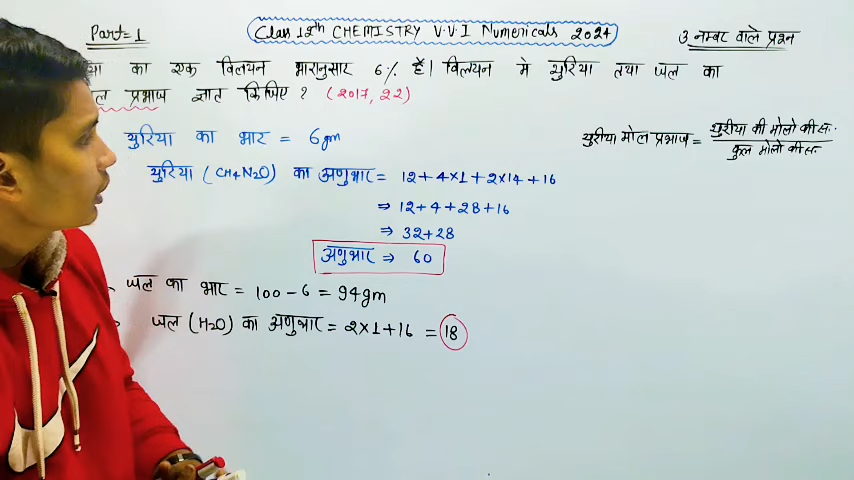 Part=1
Class 12th CHEMISTRY V.V.I Numericals 2024
3 नम्बर वाले प्रश्न
का एक विलयन भारानुसार 6% है। विलयन मे युरिया तथा जल का
प्रभाज ज्ञात किजिए ? (2017, 22)
युरिया का भार = 6gm
युरिया (CH4N2O) का अणुभार = 12+4×1+2×14+16
⇒ 12+4+28+16
⇒ 32+28
अणुभार ⇒ 60
जल का भार = 100-6 = 94gm
जल (H2O) का अणुभार = 2×1+16 = 18
युरीया मोल प्रभाज = युरीया की मोलो की सं.
कुल मोलो की सं.